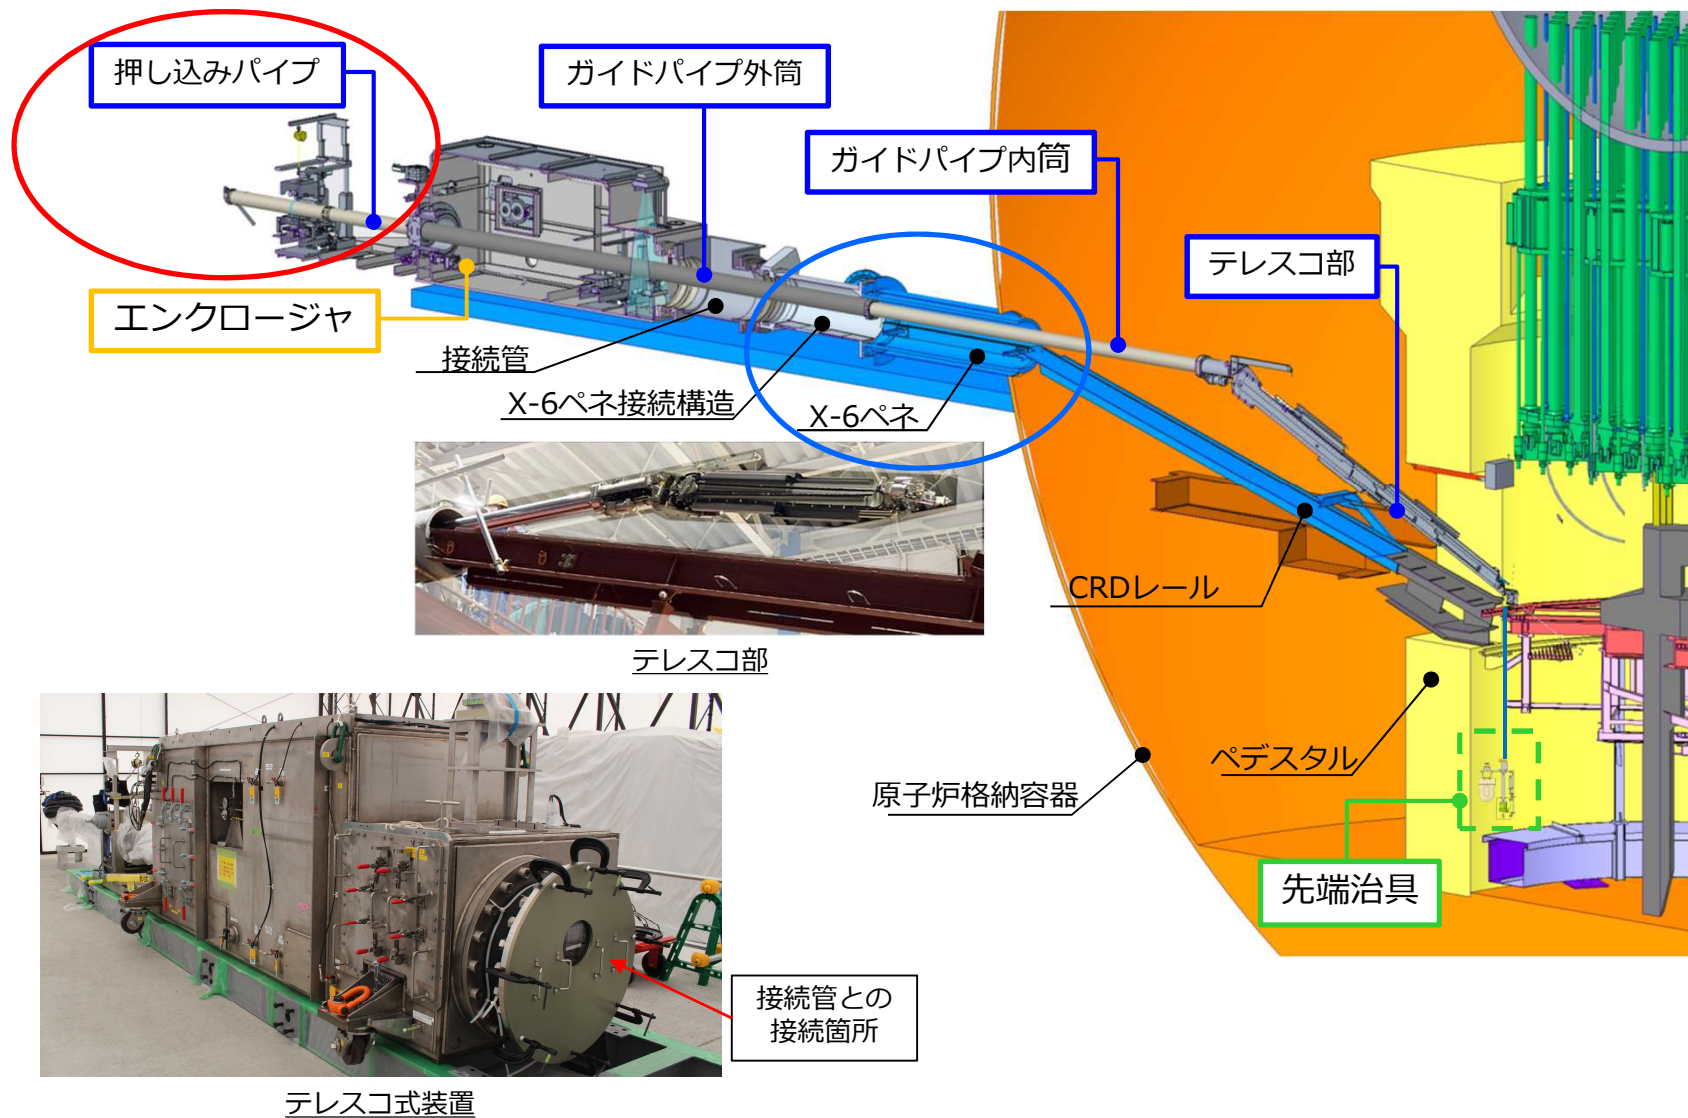 押し込みパイプ
ガイドパイプ外筒
ガイドパイプ内筒
テレスコ部
エンクロージャ
接続管
X-6ペネ接続構造
X-6ペネ
CRDレール
テレスコ部
ペデスタル
原子炉格納容器
先端治具
接続管との
接続箇所
テレスコ式装置